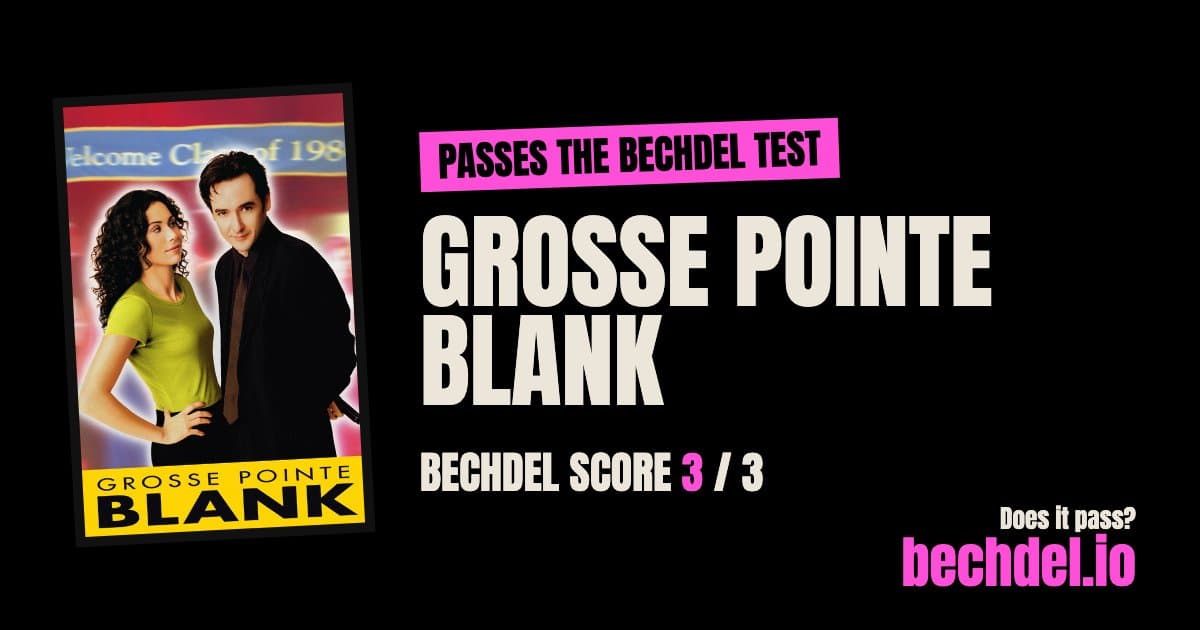 Welcome Class of 198
GROSSE POINTE
BLANK
PASSES THE BECHDEL TEST
GROSSE POINTE
BLANK
BECHDEL SCORE 3 / 3
Does it pass?
bechdel.io